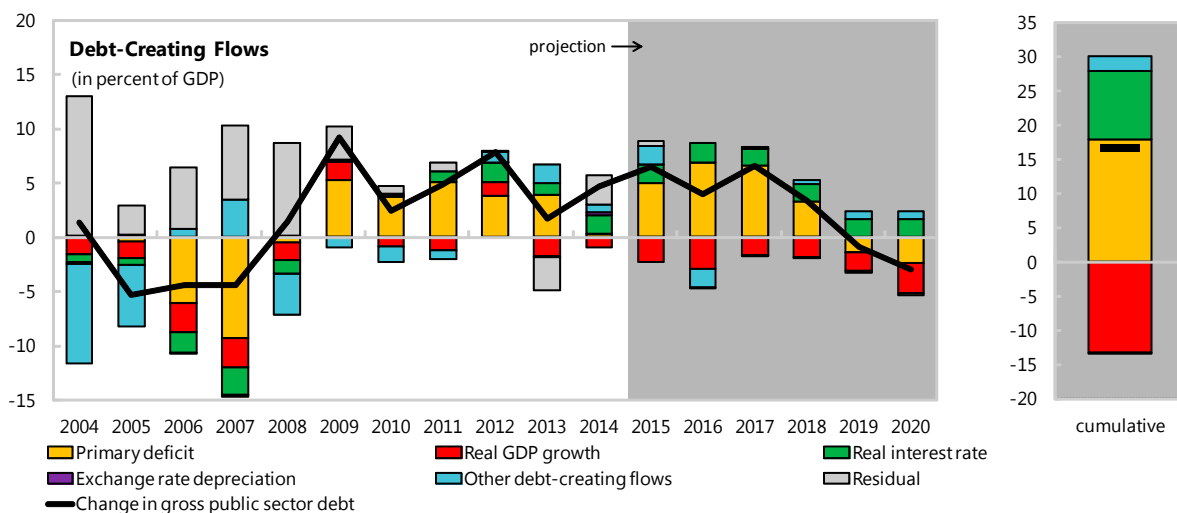 Debt-Creating Flows
(in percent of GDP)
projection
20
15
10
5
0
-5
-10
-15
2004 2005 2006 2007 2008 2009 2010 2011 2012 2013 2014 2015 2016 2017 2018 2019 2020
35
30
25
20
15
10
5
0
-5
-10
-15
-20
cumulative
Primary deficit Real GDP growth Real interest rate
Exchange rate depreciation Other debt-creating flows Residual
Change in gross public sector debt